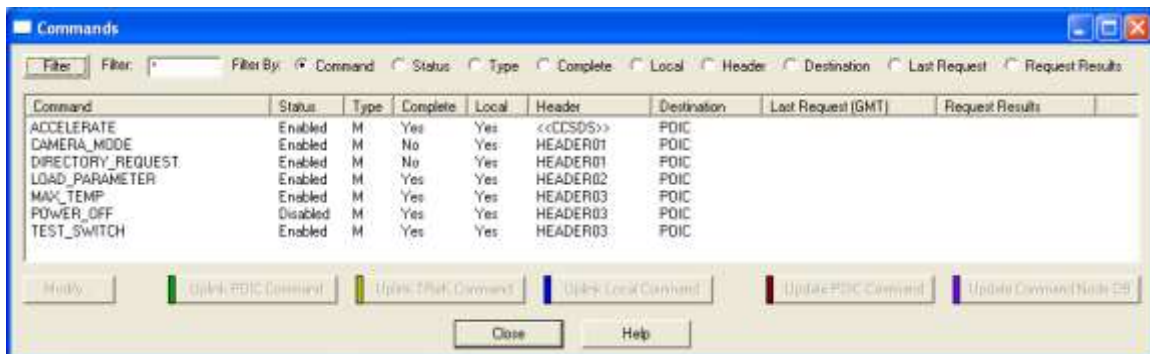 Commands
Filter Filter: * Filter By: Command Status Type Complete Local Header Destination Last Request Request Results
Command Status Type Complete Local Header Destination Last Request (GMT) Request Results
ACCELERATE Enabled M Yes Yes <<CCSDS>> POIC
CAMERA_MODE Enabled M No Yes HEADER01 POIC
DIRECTORY_REQUEST Enabled M No Yes HEADER01 POIC
LOAD_PARAMETER Enabled M Yes Yes HEADER02 POIC
MAX_TEMP Enabled M Yes Yes HEADER03 POIC
POWER_OFF Disabled M Yes Yes HEADER03 POIC
TEST_SWITCH Enabled M Yes Yes HEADER03 POIC
Modify Uplink POIC Command Uplink TReK Command Uplink Local Command Update POIC Command Update Command Node DB
Close Help